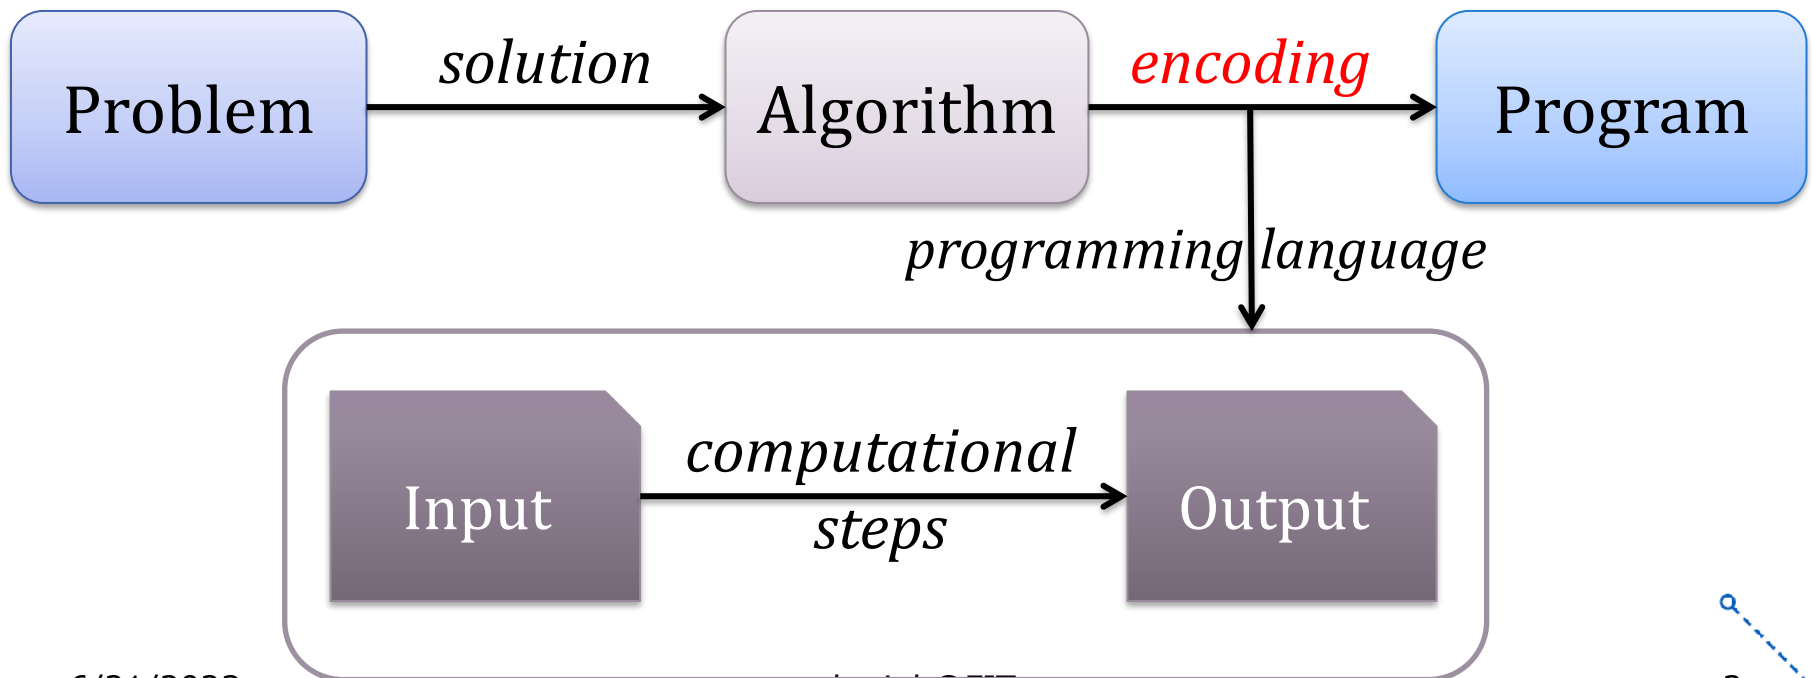 solution
encoding
Problem
Algorithm
Program
programming language
computational
Input
Output
steps